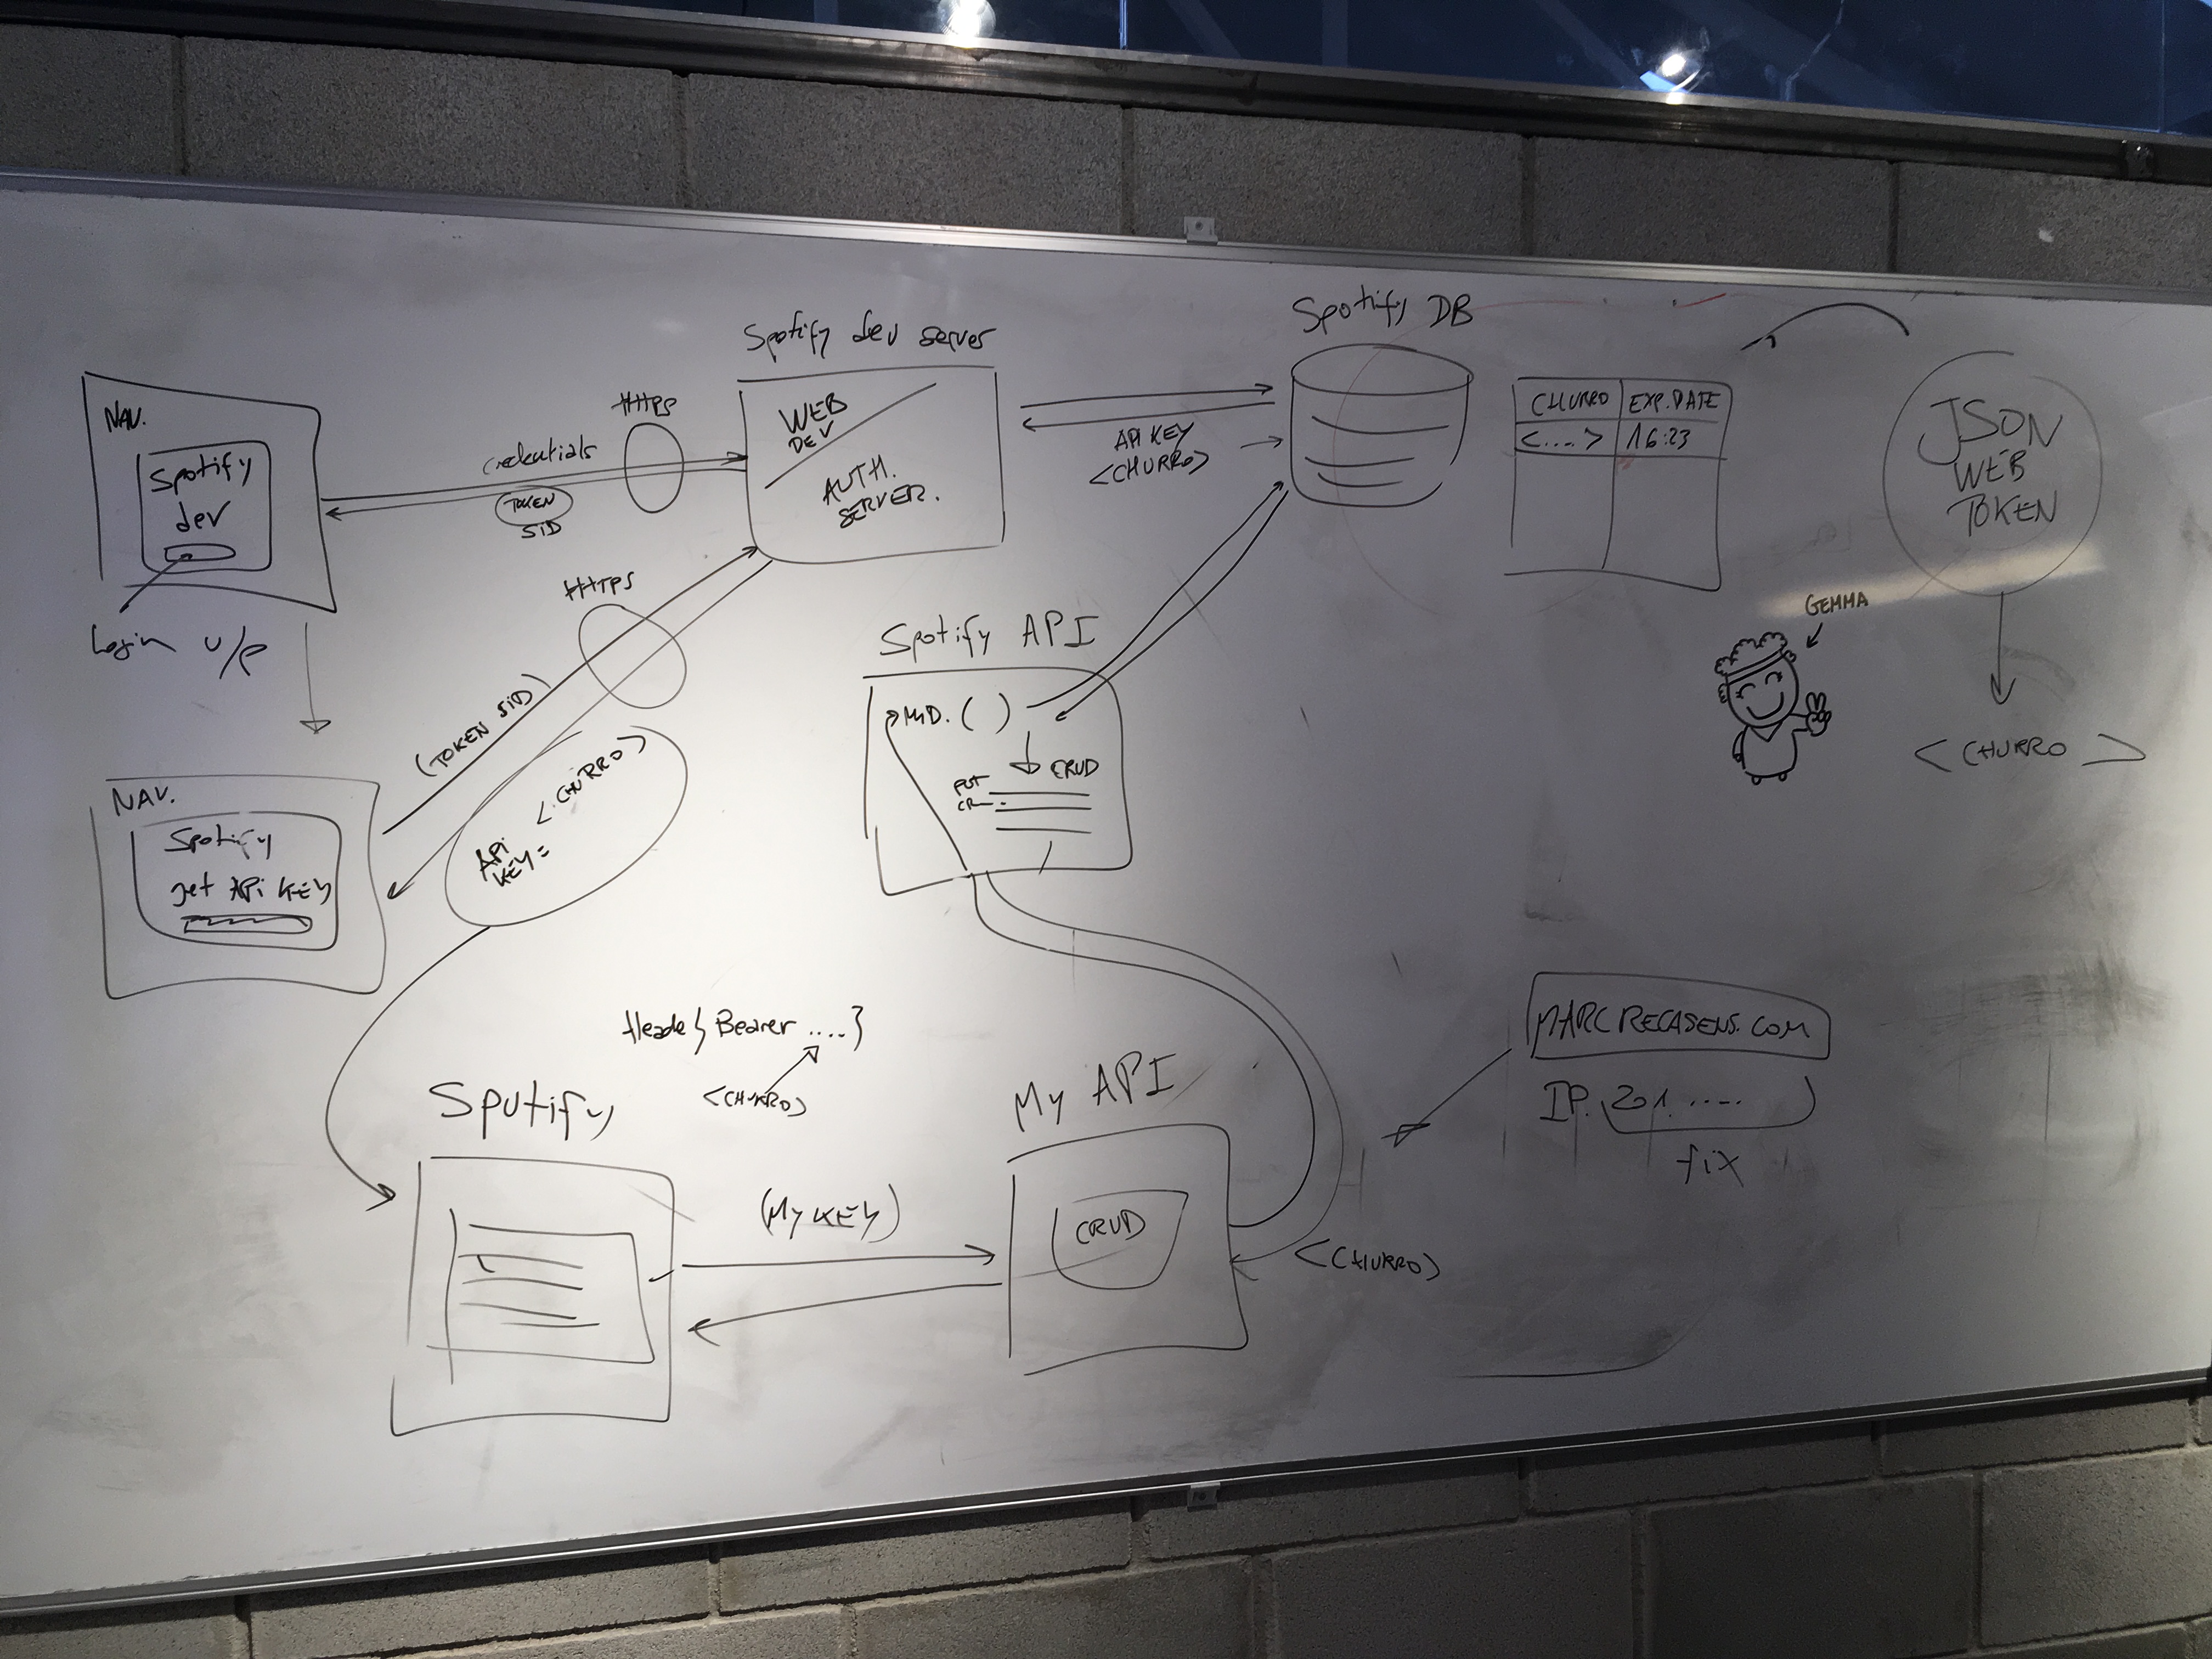 Spotify dev server
Spotify DB
NAV.
Spotify
dev
Login u/p
credentials
TOKEN
SID
HTTPS
WEB
DEV
AUTH.
SERVER.
API KEY
<CHURRO>
CHURRO EXP.DATE
<....> 16:23
JSON
WEB
TOKEN
<CHURRO>
GEMMA
HTTPS
(TOKEN SID)
API
KEY=
<CHURRO>
NAV.
Spotify
get API KEY
Spotify API
( )
CRUD
PUT
Header{Bearer ....}
<CHURRO>
Sputify
(My KEY)
My API
CRUD
<CHURRO>
MARCRECASENS.COM
IP. 201.....
fix